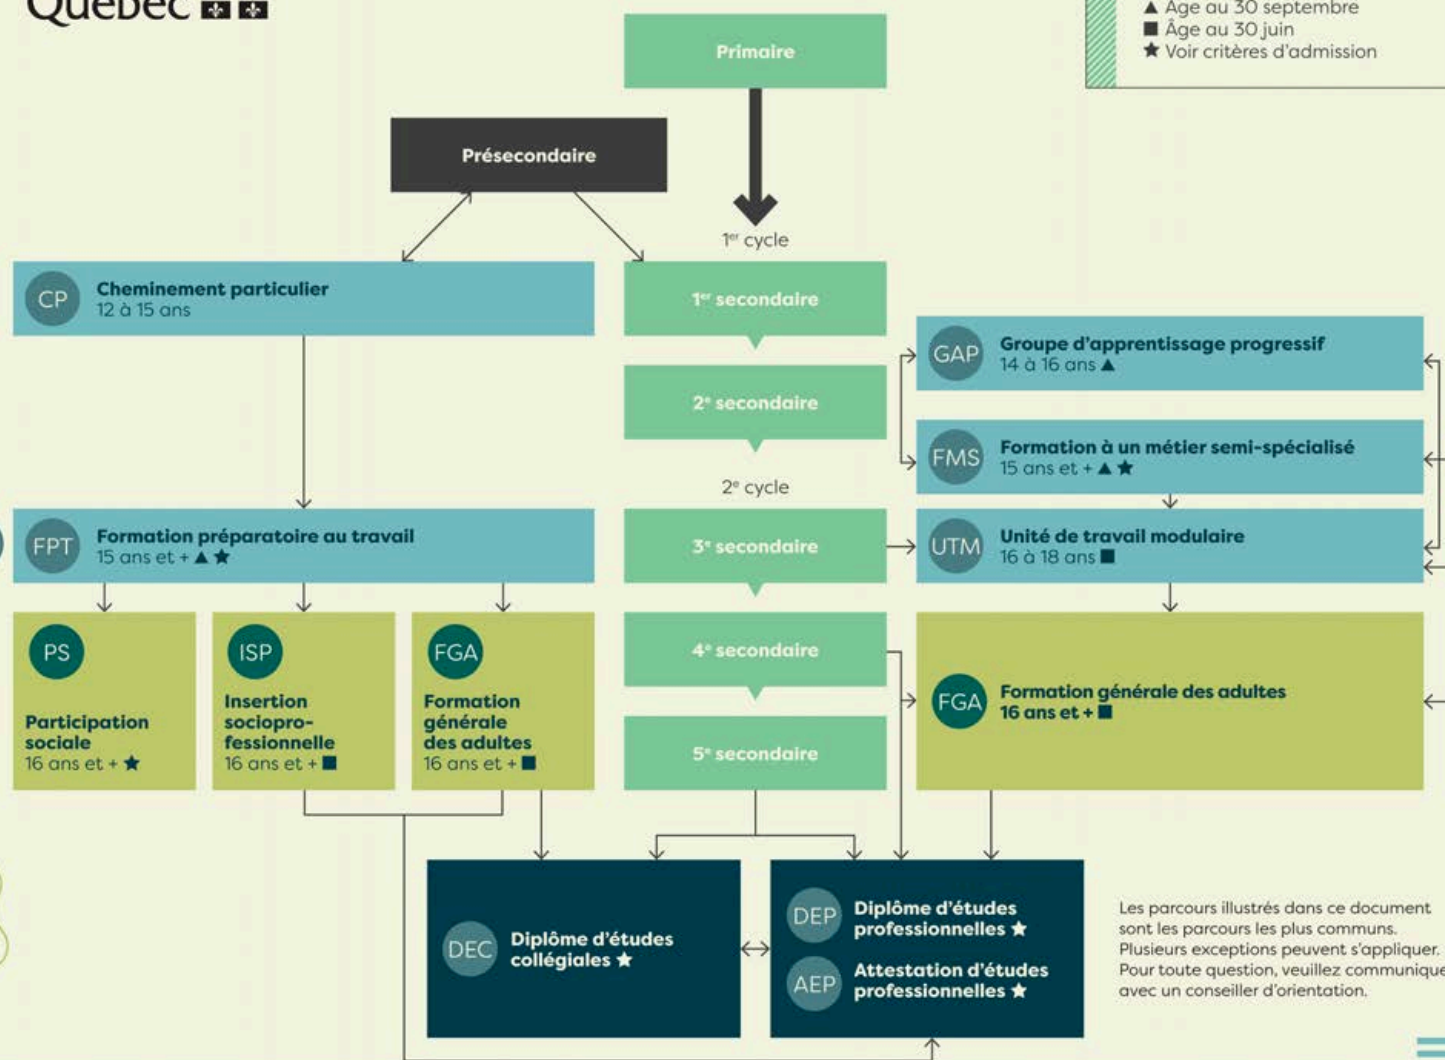 Québec
▲ Âge au 30 septembre
■ Âge au 30 juin
★ Voir critères d'admission
Primaire
Présecondaire
1er cycle
CP
Cheminement particulier
12 à 15 ans
1er secondaire
GAP
Groupe d'apprentissage progressif
14 à 16 ans ▲
2e secondaire
FMS
Formation à un métier semi-spécialisé
15 ans et + ▲ ★
2e cycle
FPT
Formation préparatoire au travail
15 ans et + ▲ ★
3e secondaire
UTM
Unité de travail modulaire
16 à 18 ans ■
PS
Participation
sociale
16 ans et + ★
ISP
Insertion
sociopro-
fessionnelle
16 ans et + ■
FGA
Formation
générale
des adultes
16 ans et + ■
4e secondaire
5e secondaire
FGA
Formation générale des adultes
16 ans et + ■
DEC
Diplôme d'études
collégiales ★
DEP
Diplôme d'études
professionnelles ★
AEP
Attestation d'études
professionnelles ★
Les parcours illustrés dans ce document
sont les parcours les plus communs.
Plusieurs exceptions peuvent s'appliquer.
Pour toute question, veuillez communique
avec un conseiller d'orientation.